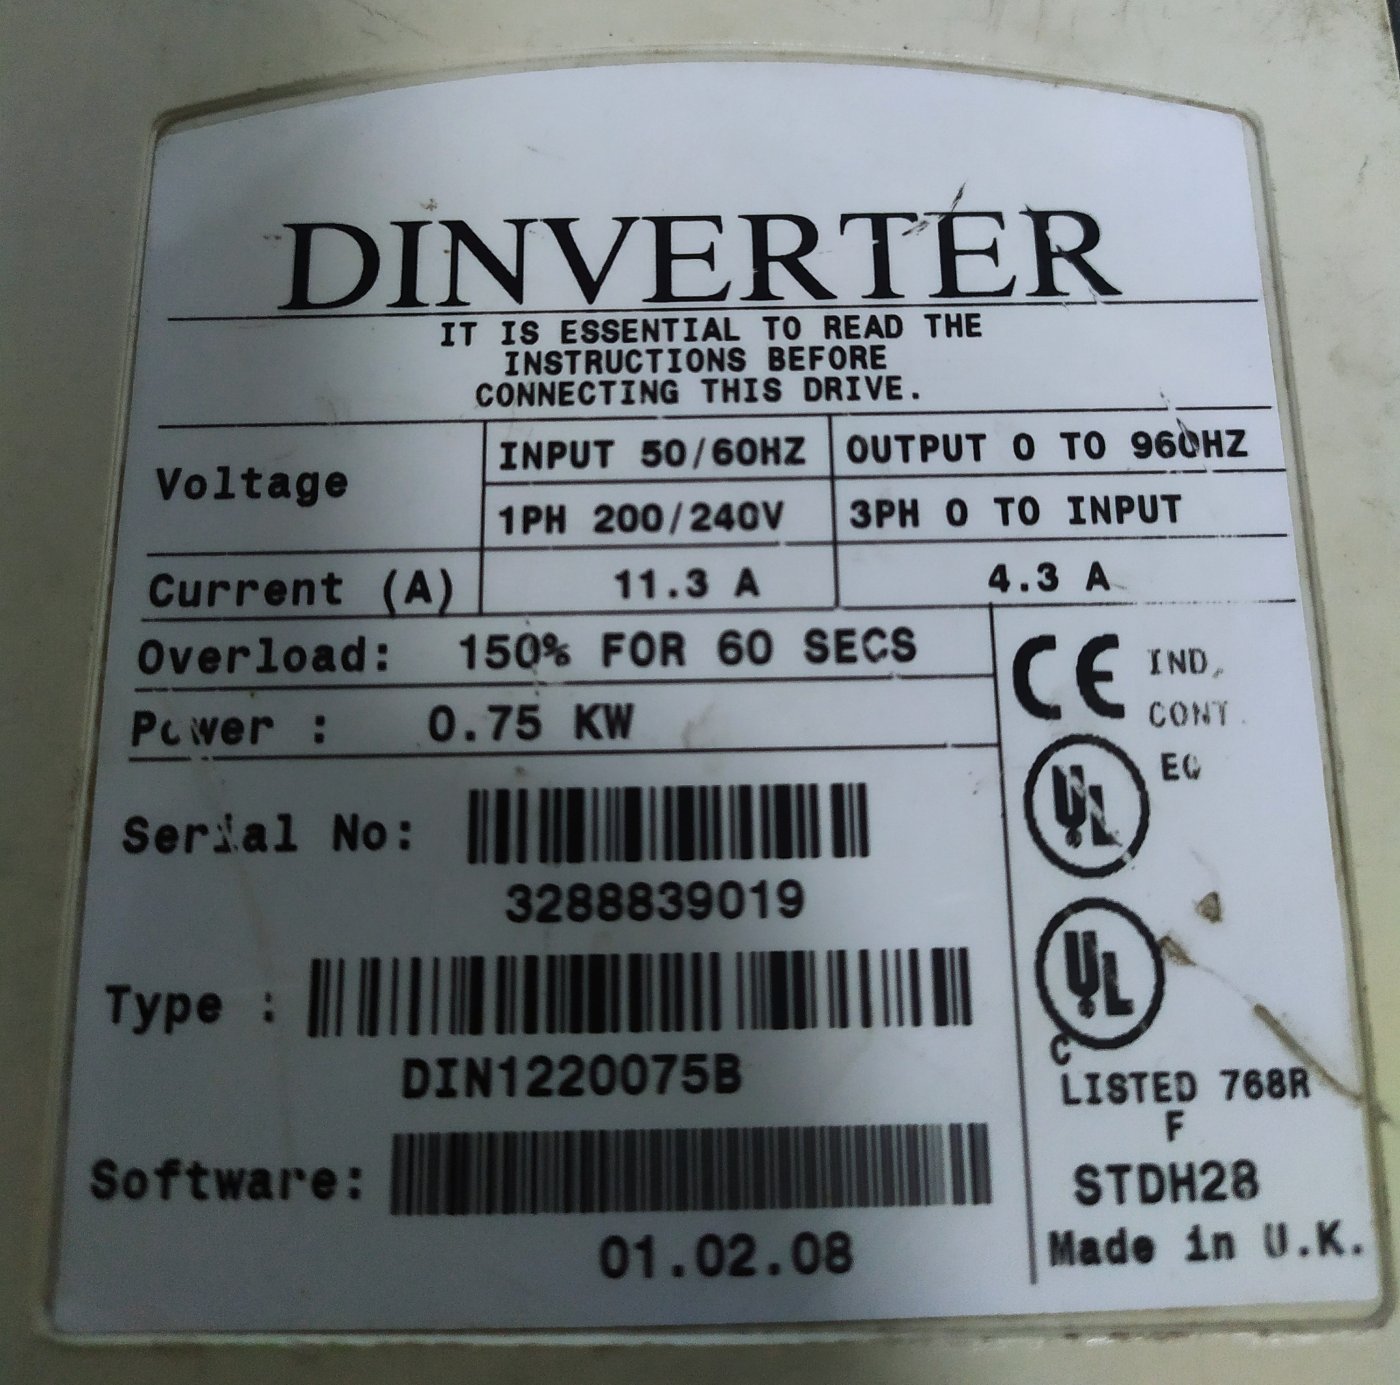 DINVERTER
IT IS ESSENTIAL TO READ THE
INSTRUCTIONS BEFORE
CONNECTING THIS DRIVE.
Voltage
INPUT 50/60HZ
OUTPUT 0 TO 960HZ
1PH 200/240V
3PH 0 TO INPUT
Current (A)
11.3 A
4.3 A
Overload: 150% FOR 60 SECS
Power : 0.75 KW
CE
IND.
CONT.
EQ
UL
Serial No:
3288839019
UL
C
Type :
DIN1220075B
LISTED 768R
F
Software:
01.02.08
STDH28
Made in U.K.